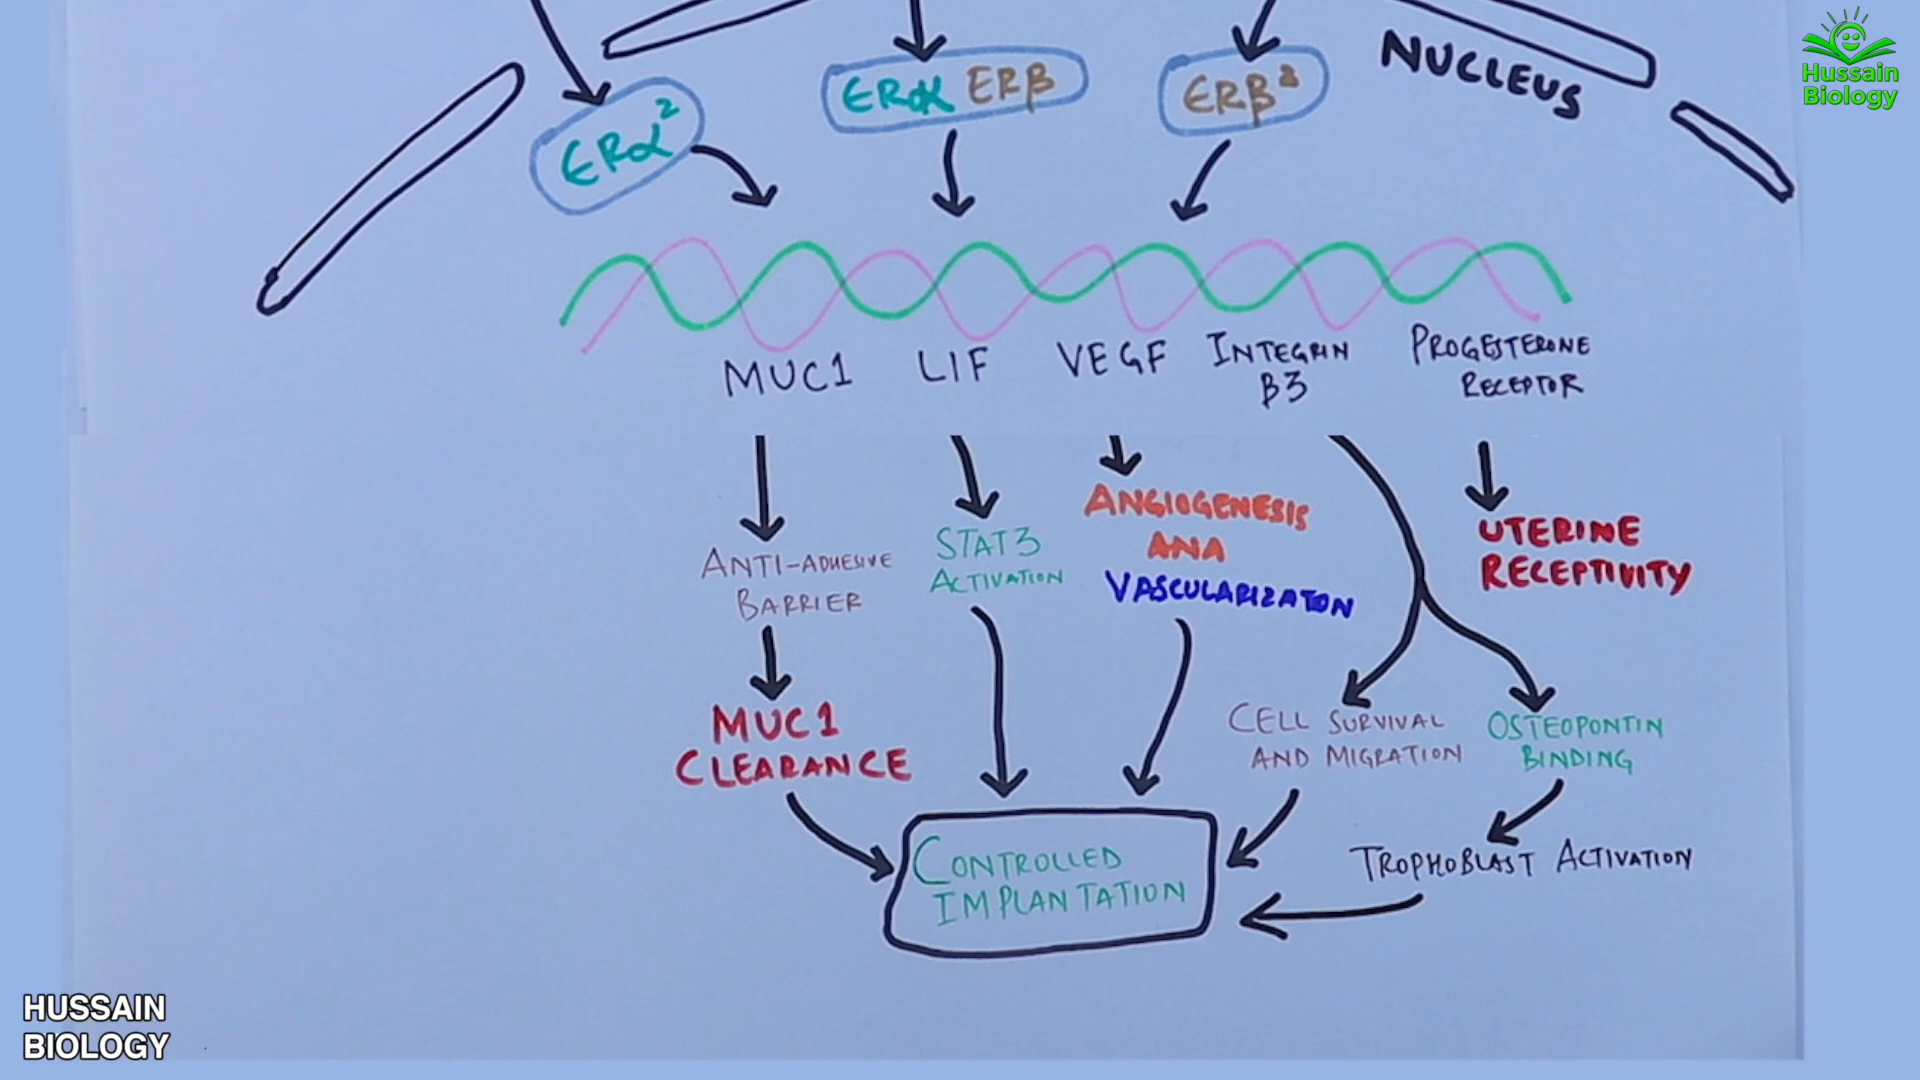 NUCLEUS
Hussain
Biology
ERα²
ERα ERβ
ERβ²
MUC1
LIF
VEGF
INTEGRIN
β3
PROGESTERONE
RECEPTOR
ANTI-ADHESIVE
BARRIER
STAT3
ACTIVATION
ANGIOGENESIS
ANA
VASCULARIZATON
UTERINE
RECEPTIVITY
MUC1
CLEARANCE
CELL SURVIVAL
AND MIGRATION
OSTEOPONTIN
BINDING
TROPHOBLAST ACTIVATION
CONTROLLED
IMPLANTATION
HUSSAIN
BIOLOGY